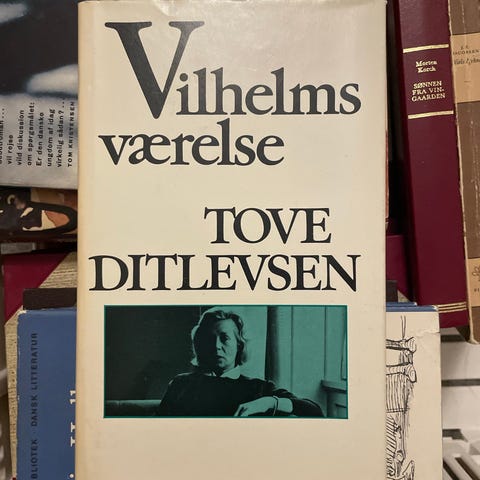 Vilhelms
værelse
TOVE
DITLEVSEN
vil rejse
vild diskussion
om spørgsmålet:
Er den danske
ungdom af idag
virkelig sådan? ...
TOM KRISTENSEN
Morten
Korch
SØNNEN
FRA VIN-
GAARDEN
J. P.
JACOBSEN
DANSK LITTERATUR